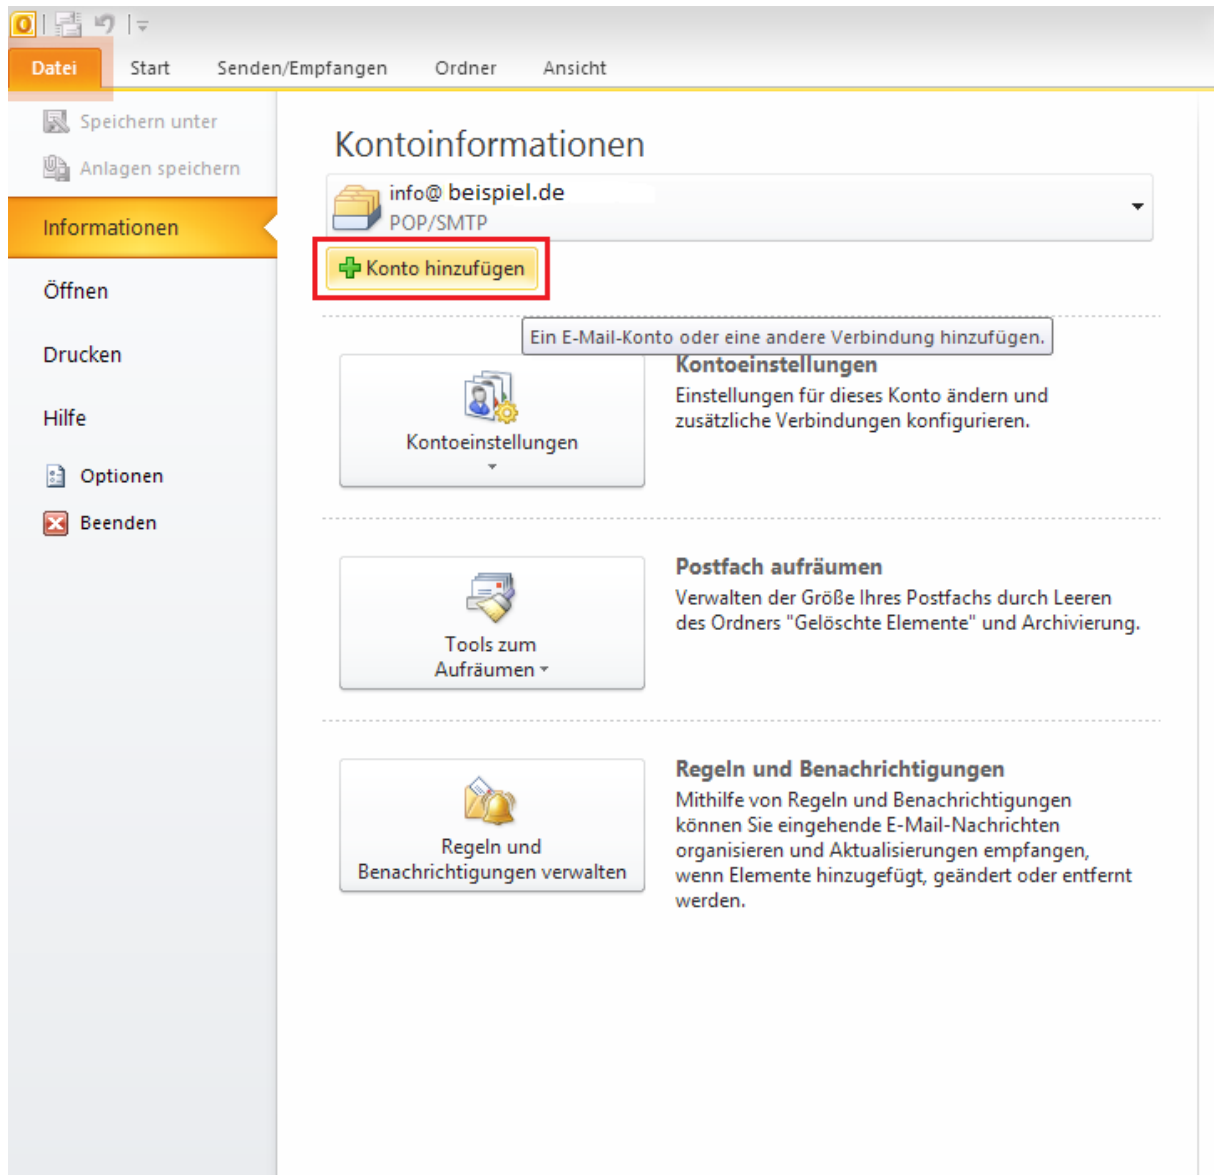 Datei Start Senden/Empfangen Ordner Ansicht
Speichern unter
Anlagen speichern
Informationen
Öffnen
Drucken
Hilfe
Optionen
Beenden
Kontoinformationen
info@ beispiel.de
POP/SMTP
Konto hinzufügen
Ein E-Mail-Konto oder eine andere Verbindung hinzufügen.
Kontoeinstellungen
Kontoeinstellungen
Einstellungen für dieses Konto ändern und
zusätzliche Verbindungen konfigurieren.
Tools zum
Aufräumen
Postfach aufräumen
Verwalten der Größe Ihres Postfachs durch Leeren
des Ordners "Gelöschte Elemente" und Archivierung.
Regeln und
Benachrichtigungen verwalten
Regeln und Benachrichtigungen
Mithilfe von Regeln und Benachrichtigungen
können Sie eingehende E-Mail-Nachrichten
organisieren und Aktualisierungen empfangen,
wenn Elemente hinzugefügt, geändert oder entfernt
werden.